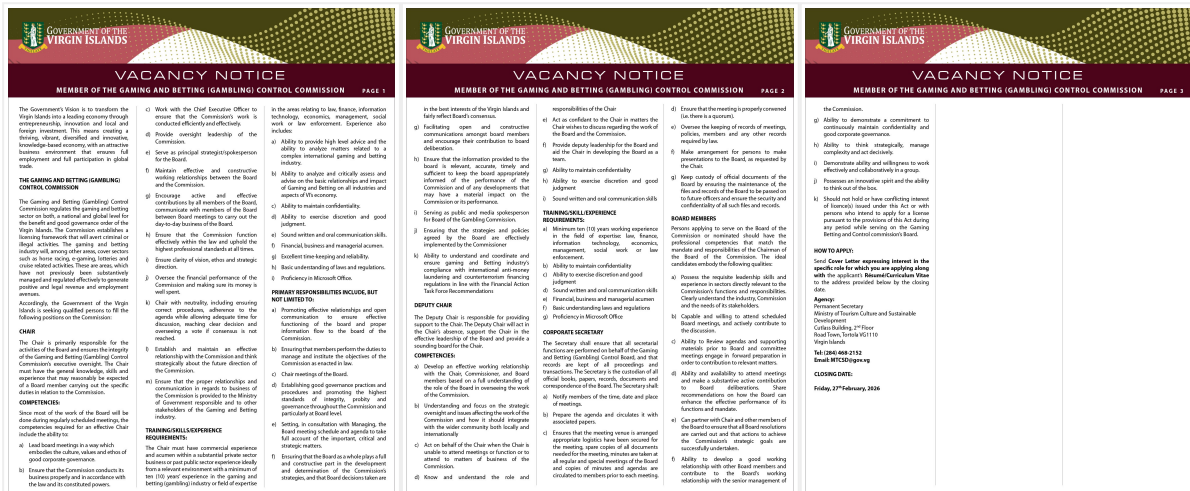 GOVERNMENT OF THE
VIRGIN ISLANDS
VACANCY NOTICE
MEMBER OF THE GAMING AND BETTING (GAMBLING) CONTROL COMMISSION PAGE 1
The Government's Vision is to transform the
Virgin Islands into a leading economy through
entrepreneurship, innovation and local and
foreign investment. This means creating a
thriving, vibrant, diversified and innovative,
knowledge-based economy, with an attractive
business environment that ensures full
employment and full participation in global
trade.
THE GAMING AND BETTING (GAMBLING)
CONTROL COMMISSION
The Gaming and Betting (Gambling) Control
Commission regulates the gaming and betting
sector on both, a national and global level for
the benefit and good governance order of the
Virgin Islands. The Commission establishes a
licensing framework that will avert criminal or
illegal activities. The gaming and betting
industry will, among other areas, cover sectors
such as horse racing, e-gaming, lotteries and
cruise related activities. These are areas, which
have not previously been substantively
managed and regulated effectively to generate
positive and legal revenue and employment
avenues.
Accordingly, the Government of the Virgin
Islands is seeking qualified persons to fill the
following positions on the Commission:
CHAIR
The Chair is primarily responsible for the
activities of the Board and ensures the integrity
of the Gaming and Betting (Gambling) Control
Commission's executive oversight. The Chair
must have the general knowledge, skills and
experience that may reasonably be expected of
a Board member carrying out the specific
duties in relation to the Commission.
COMPETENCIES:
Since most of the work of the Board will be
done during regularly scheduled meetings, the
competencies required for an effective Chair
include the ability to:
a) Lead board meetings in a way which
embodies the culture, values and ethos of
good corporate governance.
b) Ensure that the Commission conducts its
business properly and in accordance with
the law and its constituted powers.
c) Work with the Chief Executive Officer to
ensure that the Commission's work is
conducted efficiently and effectively.
d) Provide oversight leadership of the
Commission.
e) Serve as principal strategist/spokesperson
for the Board.
f) Maintain effective and constructive
working relationships between the Board
and the Commission.
g) Encourage active and effective
contributions by all members of the Board,
communicate with members of the Board
between Board Meetings to carry out the
day-to-day business of the Board.
h) Ensure that the Commission function
effectively within the law and uphold the
highest professional standards at all times.
i) Ensure clarity of vision, ethos and strategic
direction.
j) Oversee the financial performance of the
Commission and making sure its money is
well spent.
k) Chair with neutrality, including ensuring
correct procedures, adherence to the
agenda while allowing adequate time for
discussion, reaching clear decision and
overseeing a vote if consensus is not
reached.
l) Establish and maintain an effective
relationship with the Commission and think
strategically about the future direction of
the Commission.
m) Ensure that the proper relationships and
communication in regards to business of
the Commission is provided to the Ministry
of Government responsible and to other
stakeholders of the Gaming and Betting
industry.
TRAINING/SKILLS/EXPERIENCE
REQUIREMENTS:
The Chair must have commercial experience
and acumen within a substantial private sector
business or past public sector experience ideally
from a relevant environment with a minimum of
ten (10) years' experience in the gaming and
betting (gambling) industry or field of expertise
in the areas relating to law, finance, information
technology, economics, management, social
work or law enforcement. Experience also
includes:
a) Ability to provide high level advice and the
ability to analyze matters related to a
complex international gaming and betting
industry.
b) Ability to analyze and critically assess and
advise on the basic relationships and impact
of Gaming and Betting on all industries and
aspects of VI's economy.
c) Ability to maintain confidentiality.
d) Ability to exercise discretion and good
judgment.
e) Sound written and oral communication skills.
f) Financial, business and managerial acumen.
g) Excellent time-keeping and reliability.
h) Basic understanding of laws and regulations.
i) Proficiency in Microsoft Office.
PRIMARY RESPONSIBILITIES INCLUDE, BUT
NOT LIMITED TO:
a) Promoting effective relationships and open
communication to ensure effective
functioning of the board and proper
information flow to the board of the
Commission.
b) Ensuring that members perform the duties to
manage and institute the objectives of the
Commission as enacted in law.
c) Chair meetings of the Board.
d) Establishing good governance practices and
procedures and promoting the highest
standards of integrity, probity and
governance throughout the Commission and
particularly at Board level.
e) Setting, in consultation with Managing, the
Board meeting schedule and agenda to take
full account of the important, critical and
strategic matters.
f) Ensuring that the Board as a whole plays a full
and constructive part in the development
and determination of the Commission's
strategies, and that Board decisions taken are
GOVERNMENT OF THE
VIRGIN ISLANDS
VACANCY NOTICE
MEMBER OF THE GAMING AND BETTING (GAMBLING) CONTROL COMMISSION PAGE 2
in the best interests of the Virgin Islands and
fairly reflect Board's consensus.
g) Facilitating open and constructive
communications amongst board members
and encourage their contribution to board
deliberation.
h) Ensure that the information provided to the
board is relevant, accurate, timely and
sufficient to keep the board appropriately
informed of the performance of the
Commission and of any developments that
may have a material impact on the
Commission or its performance.
i) Serving as public and media spokesperson
for Board of the Gambling Commission.
j) Ensuring that the strategies and policies
agreed by the Board are effectively
implemented by the Commissioner
k) Ability to understand and coordinate and
ensure gaming and Betting Industry's
compliance with international anti-money
laundering and counterterrorism financing
regulations in line with the Financial Action
Task Force Recommendations
DEPUTY CHAIR
The Deputy Chair is responsible for providing
support to the Chair. The Deputy Chair will act in
the Chair's absence, support the Chair in the
effective leadership of the Board and provide a
sounding board for the Chair.
COMPETENCIES:
a) Develop an effective working relationship
with the Chair, Commissioner, and Board
members based on a full understanding of
the role of the Board in overseeing the work
of the Commission.
b) Understanding and focus on the strategic
oversight and issues affecting the work of the
Commission and how it should integrate
with the wider community both locally and
internationally
c) Act on behalf of the Chair when the Chair is
unable to attend meetings or function or to
attend to matters of business of the
Commission.
d) Know and understand the role and
responsibilities of the Chair
e) Act as confidant to the Chair in matters the
Chair wishes to discuss regarding the work of
the Board and the Commission.
f) Provide deputy leadership for the Board and
and the Chair in developing the Board as a
team.
g) Ability to maintain confidentiality
h) Ability to exercise discretion and good
judgment
i) Sound written and oral communication skills
TRAINING/SKILL/EXPERIENCE
REQUIREMENTS:
a) Minimum ten (10) years working experience
in the field of expertise: law, finance,
information technology, economics,
management, social work or law
enforcement.
b) Ability to maintain confidentiality
c) Ability to exercise discretion and good
judgment
d) Sound written and oral communication skills
e) Financial, business and managerial acumen
f) Basic understanding laws and regulations
g) Proficiency in Microsoft Office
CORPORATE SECRETARY
The Secretary shall ensure that all secretarial
functions are performed on behalf of the Gaming
and Betting (Gambling) Control Board, and that
records are kept of all proceedings and
transactions. The Secretary is the custodian of all
official books, papers, records, documents and
correspondence of the Board. The Secretary shall:
a) Notify members of the time, date and place
of meetings.
b) Prepare the agenda and circulates it with
associated papers.
c) Ensures that the meeting venue is arranged
appropriate logistics have been secured for
the meeting, spare copies of all documents
needed for the meeting, minutes are taken at
all regular and special meetings of the Board
and copies of minutes and agendas are
circulated to members prior to each meeting.
d) Ensure that the meeting is properly convened
(i.e. there is a quorum).
e) Oversee the keeping of records of meetings,
policies, members and any other records
required by law.
f) Make arrangement for persons to make
presentations to the Board, as requested by
the Chair.
g) Keep custody of official documents of the
Board by ensuring the maintenance of, the
files and records of the Board to be passed on
to future officers and ensure the security and
confidentiality of all such files and records.
BOARD MEMBERS
Persons applying to serve on the Board of the
Commission or nominated should have the
professional competencies that match the
mandate and responsibilities of the Chairman of
the Board of the Commission. The ideal
candidates embody the following qualities:
a) Possess the requisite leadership skills and
experience in sectors directly relevant to the
Commission's functions and responsibilities.
Clearly understand the industry, Commission
and the needs of its stakeholders.
b) Capable and willing to attend scheduled
Board meetings, and actively contribute to
the discussion.
c) Ability to Review agendas and supporting
materials prior to Board and committee
meetings engage in forward preparation in
order to contribute to relevant matters.
d) Ability and availability to attend meetings
and make a substantive active contribution
to Board deliberations. Share
recommendations on how the Board can
enhance the effective performance of its
functions and mandate.
e) Can partner with Chair and other members of
the Board to ensure that all Board resolutions
are carried out and that actions to achieve
the Commission's strategic goals are
successfully undertaken.
f) Ability to develop a good working
relationship with other Board Members and
contribute to the Board's working
relationship with the senior management of
GOVERNMENT OF THE
VIRGIN ISLANDS
VACANCY NOTICE
MEMBER OF THE GAMING AND BETTING (GAMBLING) CONTROL COMMISSION PAGE 3
the Commission.
g) Ability to demonstrate a commitment to
continuously maintain confidentiality and
good corporate governance.
h) Ability to think strategically, manage
complexity and act decisively.
i) Demonstrate ability and willingness to work
effectively and collaboratively in a group.
j) Possesses an innovative spirit and the ability
to think out of the box.
k) Should not hold or have conflicting interest
of licence(s) issued under this Act or with
persons who intend to apply for a license
pursuant to the provisions of this Act during
any period while serving on the Gaming
and Betting Control commission's Board.
HOW TO APPLY:
Send Cover Letter expressing interest in the
specific role for which you are applying along
with the applicant's Résumé/Curriculum Vitae
to the address provided below by the closing
date.
Agency:
Permanent Secretary
Ministry of Tourism Culture and Sustainable
Development
Cutlass Building, 2nd Floor
Road Town, Tortola VG1110
Virgin Islands
Tel: (284) 468-2152
Email: MTCSD@gov.vg
CLOSING DATE:
Friday, 27th February, 2026